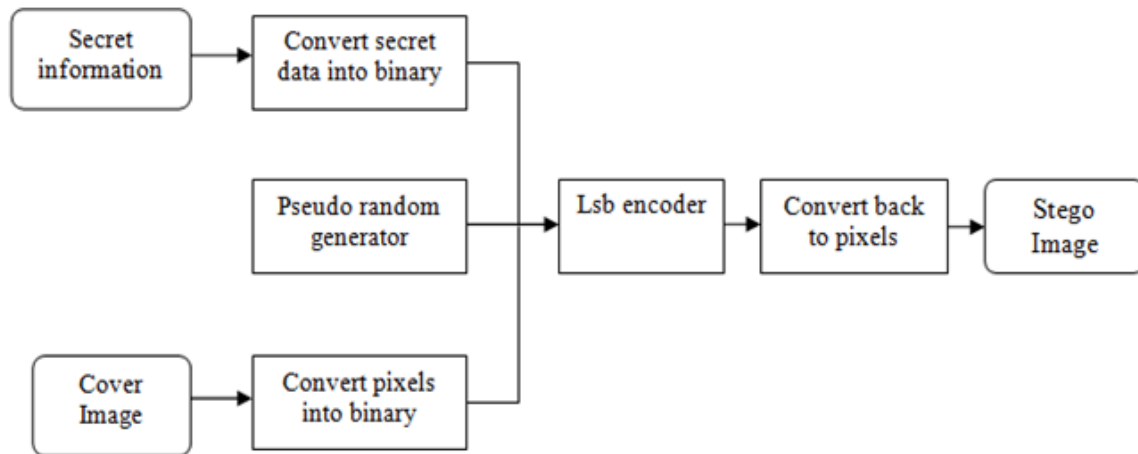 Secret
information
Convert secret
data into binary
Pseudo random
generator
Lsb encoder
Convert back
to pixels
Stego
Image
Cover
Image
Convert pixels
into binary